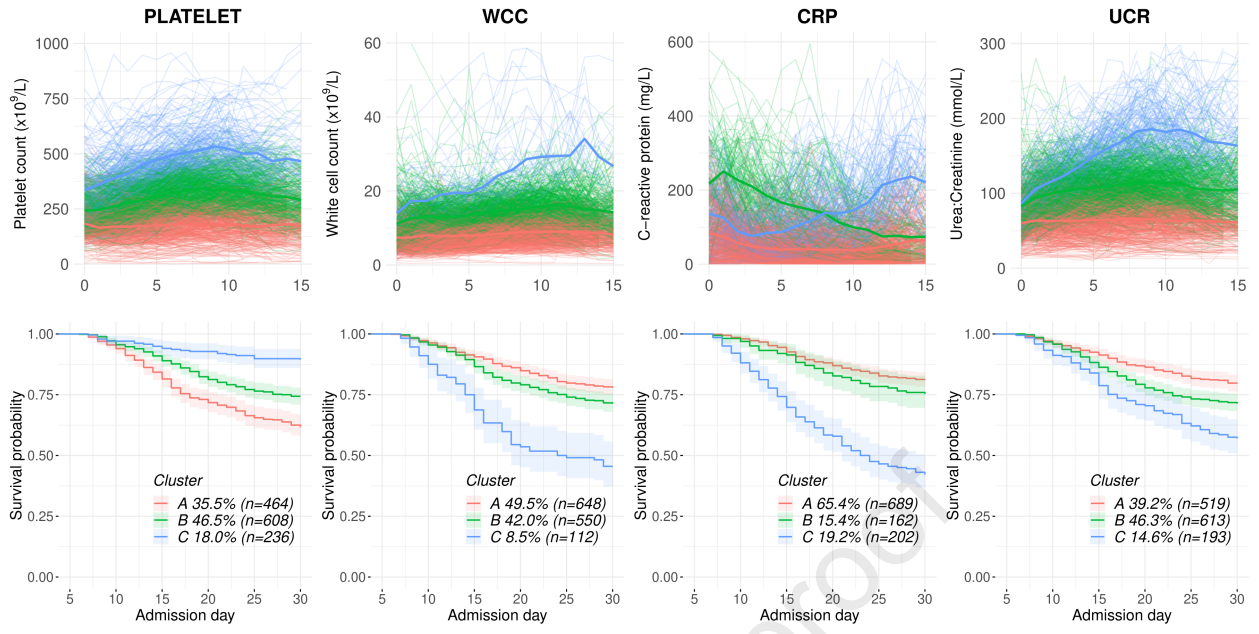 PLATELET
WCC
CRP
UCR
Platelet count (x10⁹/L)
1000
750
500
250
0
0 5 10 15
White cell count (x10⁹/L)
60
40
20
0
0 5 10 15
C−reactive protein (mg/L)
600
400
200
0
0 5 10 15
Urea:Creatinine (mmol/L)
300
200
100
0
0 5 10 15
Survival probability
1.00
0.75
0.50
0.25
0.00
Cluster
A 35.5% (n=464)
B 46.5% (n=608)
C 18.0% (n=236)
5 10 15 20 25 30
Admission day
Survival probability
1.00
0.75
0.50
0.25
0.00
Cluster
A 49.5% (n=648)
B 42.0% (n=550)
C 8.5% (n=112)
5 10 15 20 25 30
Admission day
Survival probability
1.00
0.75
0.50
0.25
0.00
Cluster
A 65.4% (n=689)
B 15.4% (n=162)
C 19.2% (n=202)
5 10 15 20 25 30
Admission day
Survival probability
1.00
0.75
0.50
0.25
0.00
Cluster
A 39.2% (n=519)
B 46.3% (n=613)
C 14.6% (n=193)
5 10 15 20 25 30
Admission day
proof